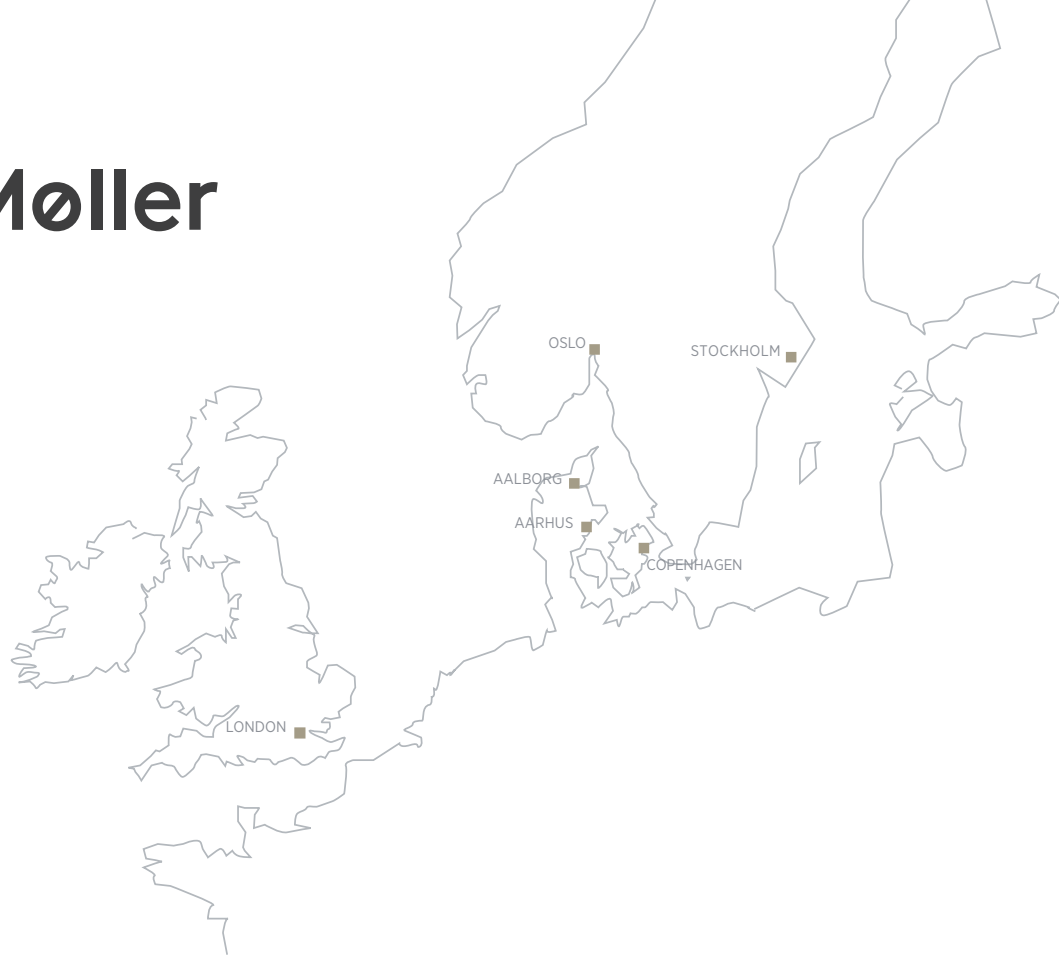 Møller
OSLO
STOCKHOLM
AALBORG
AARHUS
COPENHAGEN
LONDON